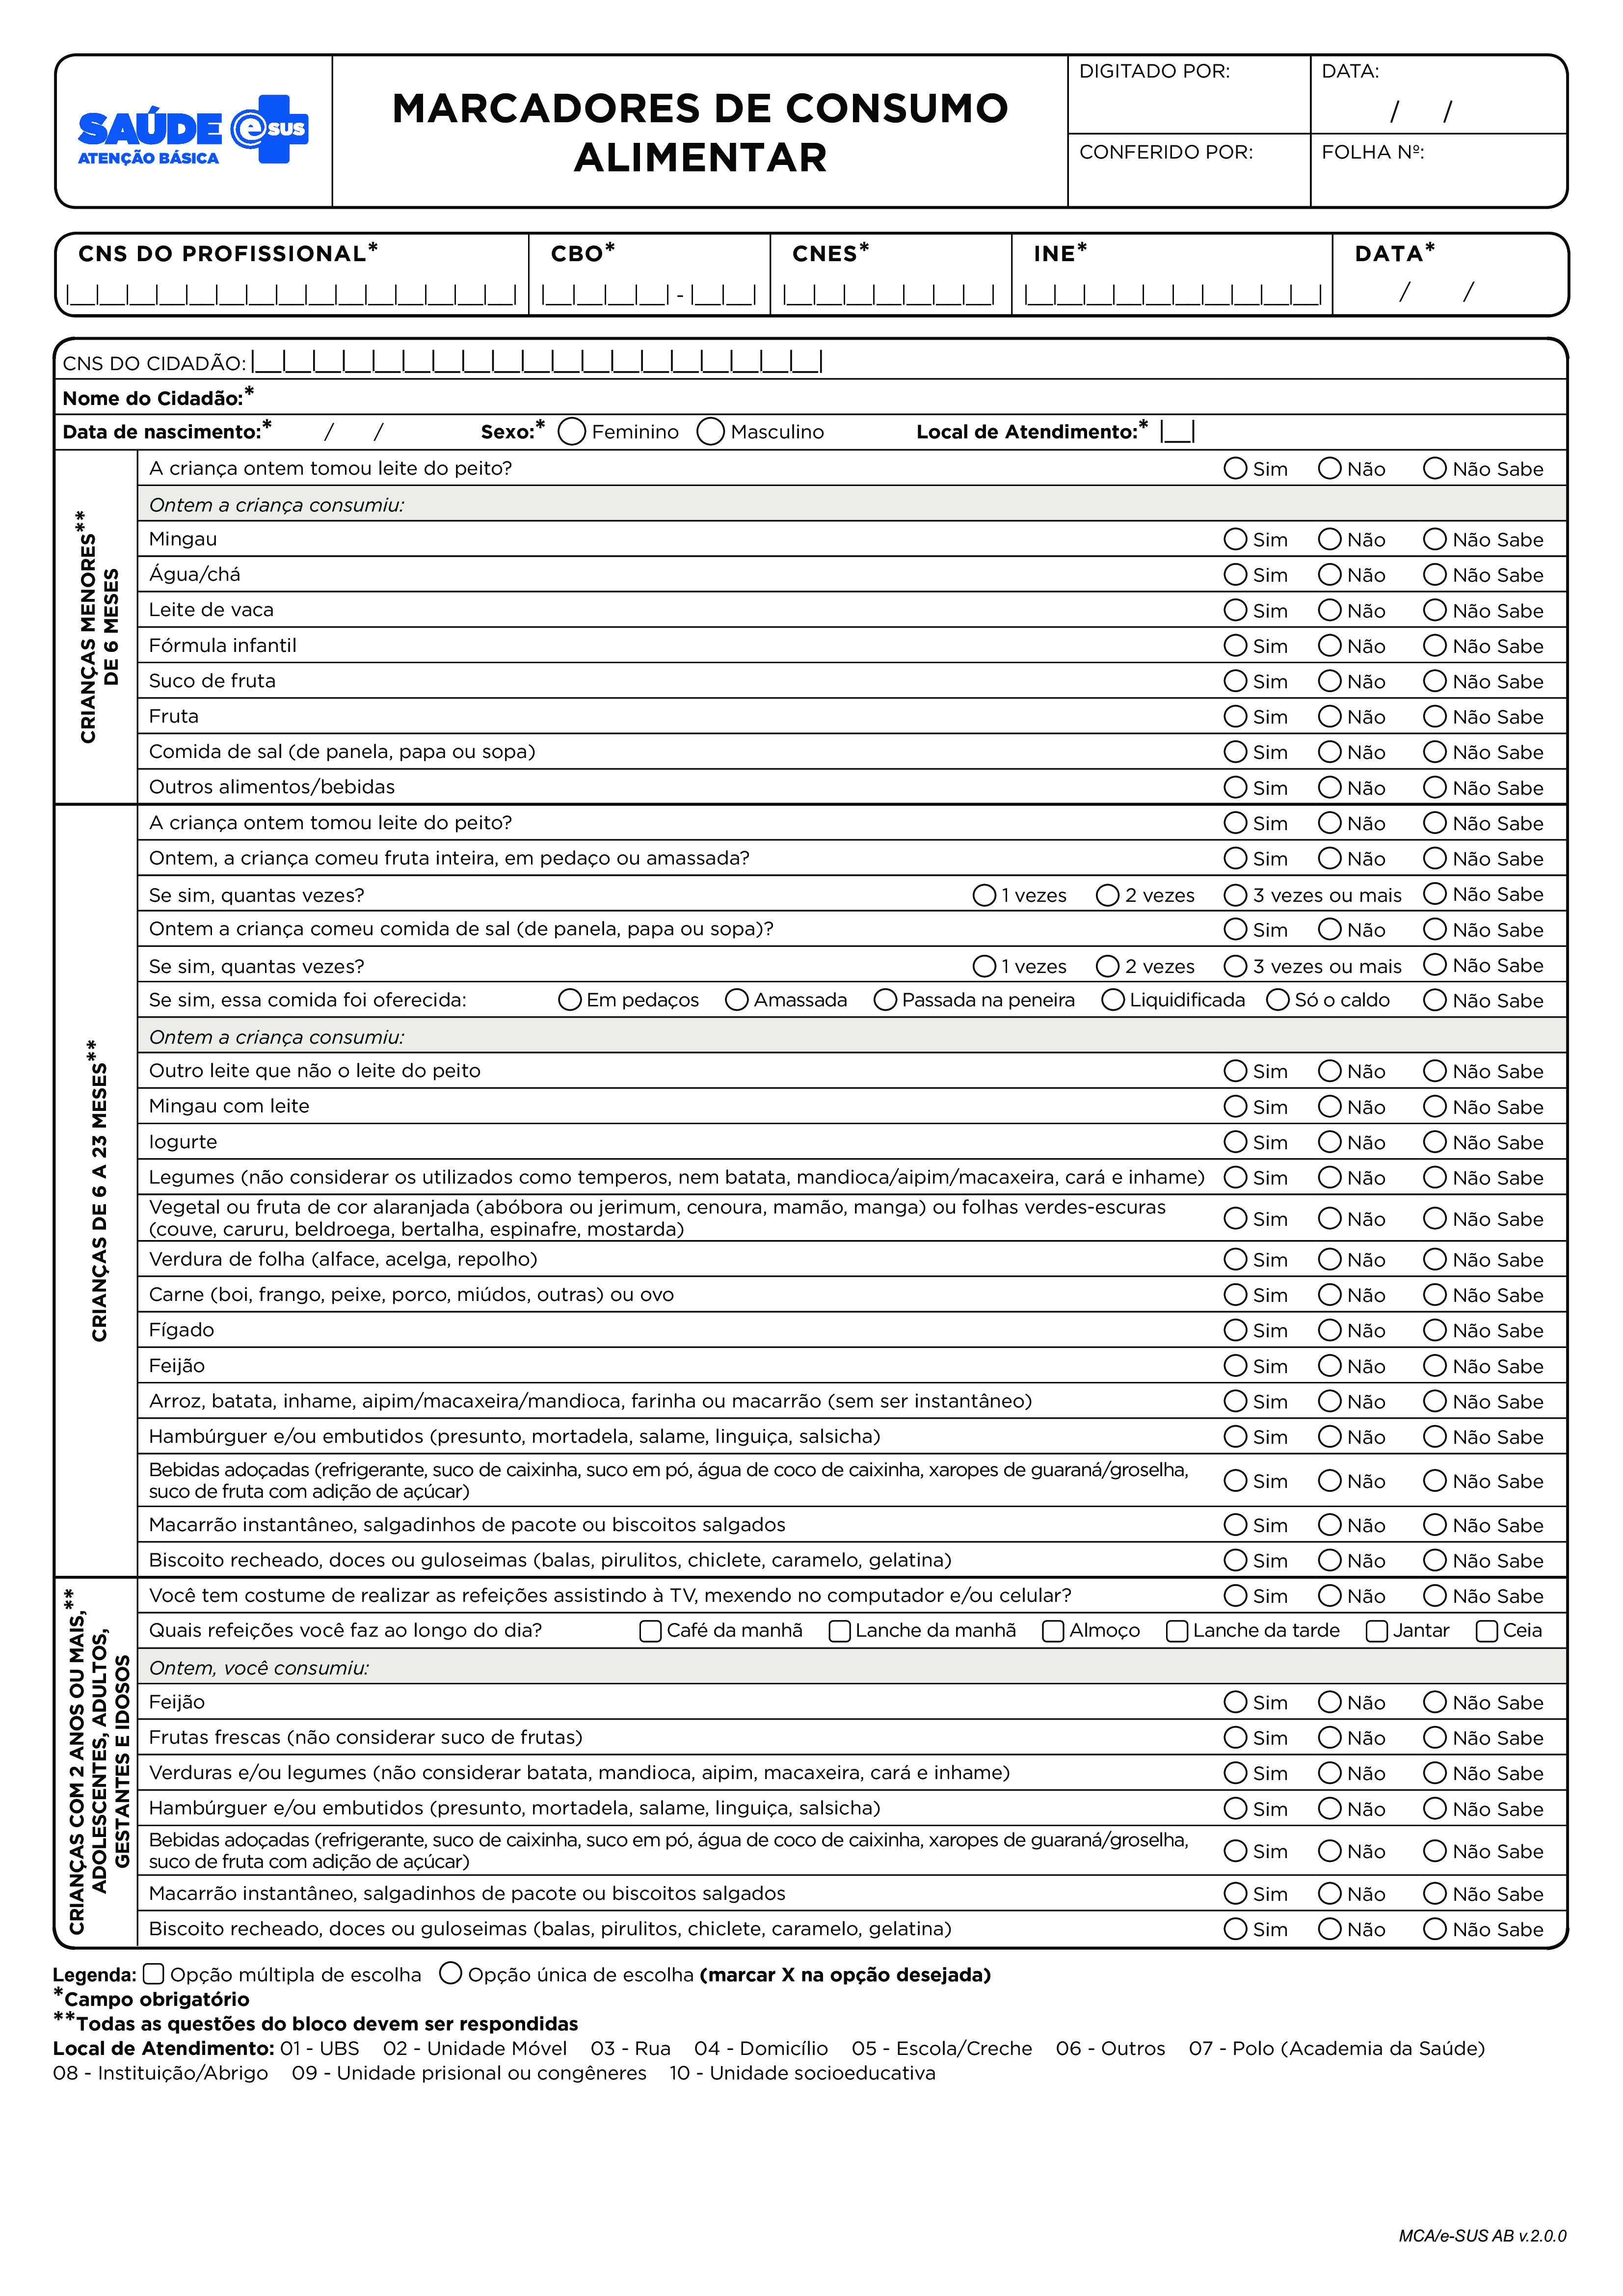 SAÚDE e SUS
ATENÇÃO BÁSICA
MARCADORES DE CONSUMO
ALIMENTAR
DIGITADO POR:
DATA:
/ /
CONFERIDO POR:
FOLHA Nº:
CNS DO PROFISSIONAL* CBO* CNES* INE* DATA*
- / /
CNS DO CIDADÃO:
Nome do Cidadão:*
Data de nascimento:* / / Sexo:* Feminino Masculino Local de Atendimento:*
CRIANÇAS MENORES**
DE 6 MESES
A criança ontem tomou leite do peito? Sim Não Não Sabe
Ontem a criança consumiu:
Mingau Sim Não Não Sabe
Água/chá Sim Não Não Sabe
Leite de vaca Sim Não Não Sabe
Fórmula infantil Sim Não Não Sabe
Suco de fruta Sim Não Não Sabe
Fruta Sim Não Não Sabe
Comida de sal (de panela, papa ou sopa) Sim Não Não Sabe
Outros alimentos/bebidas Sim Não Não Sabe
CRIANÇAS DE 6 A 23 MESES**
A criança ontem tomou leite do peito? Sim Não Não Sabe
Ontem, a criança comeu fruta inteira, em pedaço ou amassada? Sim Não Não Sabe
Se sim, quantas vezes? 1 vezes 2 vezes 3 vezes ou mais Não Sabe
Ontem a criança comeu comida de sal (de panela, papa ou sopa)? Sim Não Não Sabe
Se sim, quantas vezes? 1 vezes 2 vezes 3 vezes ou mais Não Sabe
Se sim, essa comida foi oferecida: Em pedaços Amassada Passada na peneira Liquidificada Só o caldo Não Sabe
Ontem a criança consumiu:
Outro leite que não o leite do peito Sim Não Não Sabe
Mingau com leite Sim Não Não Sabe
Iogurte Sim Não Não Sabe
Legumes (não considerar os utilizados como temperos, nem batata, mandioca/aipim/macaxeira, cará e inhame) Sim Não Não Sabe
Vegetal ou fruta de cor alaranjada (abóbora ou jerimum, cenoura, mamão, manga) ou folhas verdes-escuras
(couve, caruru, beldroega, bertalha, espinafre, mostarda) Sim Não Não Sabe
Verdura de folha (alface, acelga, repolho) Sim Não Não Sabe
Carne (boi, frango, peixe, porco, miúdos, outras) ou ovo Sim Não Não Sabe
Fígado Sim Não Não Sabe
Feijão Sim Não Não Sabe
Arroz, batata, inhame, aipim/macaxeira/mandioca, farinha ou macarrão (sem ser instantâneo) Sim Não Não Sabe
Hambúrguer e/ou embutidos (presunto, mortadela, salame, linguiça, salsicha) Sim Não Não Sabe
Bebidas adoçadas (refrigerante, suco de caixinha, suco em pó, água de coco de caixinha, xaropes de guaraná/groselha,
suco de fruta com adição de açúcar) Sim Não Não Sabe
Macarrão instantâneo, salgadinhos de pacote ou biscoitos salgados Sim Não Não Sabe
Biscoito recheado, doces ou guloseimas (balas, pirulitos, chiclete, caramelo, gelatina) Sim Não Não Sabe
CRIANÇAS COM 2 ANOS OU MAIS,**
ADOLESCENTES, ADULTOS,
GESTANTES E IDOSOS
Você tem costume de realizar as refeições assistindo à TV, mexendo no computador e/ou celular? Sim Não Não Sabe
Quais refeições você faz ao longo do dia? Café da manhã Lanche da manhã Almoço Lanche da tarde Jantar Ceia
Ontem, você consumiu:
Feijão Sim Não Não Sabe
Frutas frescas (não considerar suco de frutas) Sim Não Não Sabe
Verduras e/ou legumes (não considerar batata, mandioca, aipim, macaxeira, cará e inhame) Sim Não Não Sabe
Hambúrguer e/ou embutidos (presunto, mortadela, salame, linguiça, salsicha) Sim Não Não Sabe
Bebidas adoçadas (refrigerante, suco de caixinha, suco em pó, água de coco de caixinha, xaropes de guaraná/groselha,
suco de fruta com adição de açúcar) Sim Não Não Sabe
Macarrão instantâneo, salgadinhos de pacote ou biscoitos salgados Sim Não Não Sabe
Biscoito recheado, doces ou guloseimas (balas, pirulitos, chiclete, caramelo, gelatina) Sim Não Não Sabe
Legenda: Opção múltipla de escolha Opção única de escolha (marcar X na opção desejada)
*Campo obrigatório
**Todas as questões do bloco devem ser respondidas
Local de Atendimento: 01 - UBS 02 - Unidade Móvel 03 - Rua 04 - Domicílio 05 - Escola/Creche 06 - Outros 07 - Polo (Academia da Saúde)
08 - Instituição/Abrigo 09 - Unidade prisional ou congêneres 10 - Unidade socioeducativa
MCA/e-SUS AB v.2.0.0